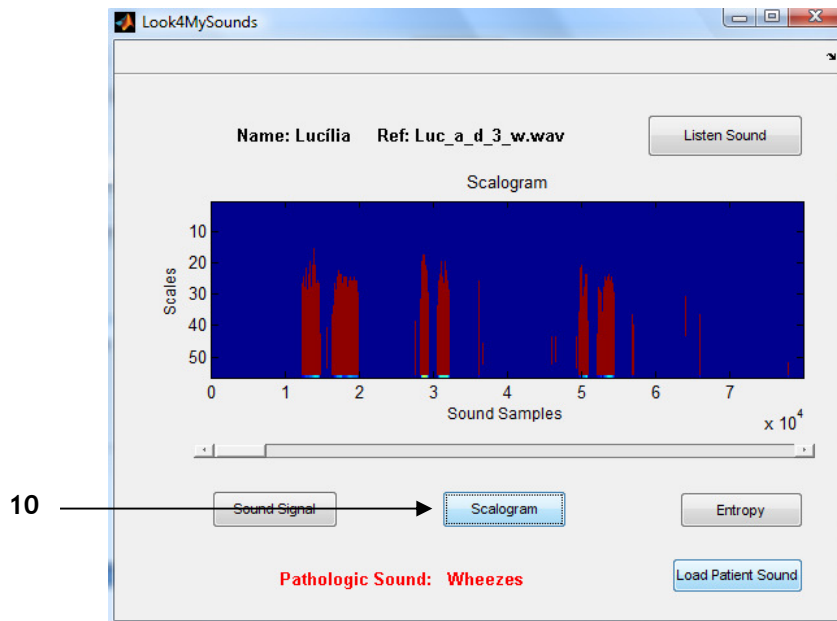 Look4MySounds
Name: Lucília Ref: Luc_a_d_3_w.wav
Listen Sound
Scalogram
Scales
10
20
30
40
50
0 1 2 3 4 5 6 7
Sound Samples
x 10^4
10
Sound Signal
Scalogram
Entropy
Pathologic Sound: Wheezes
Load Patient Sound